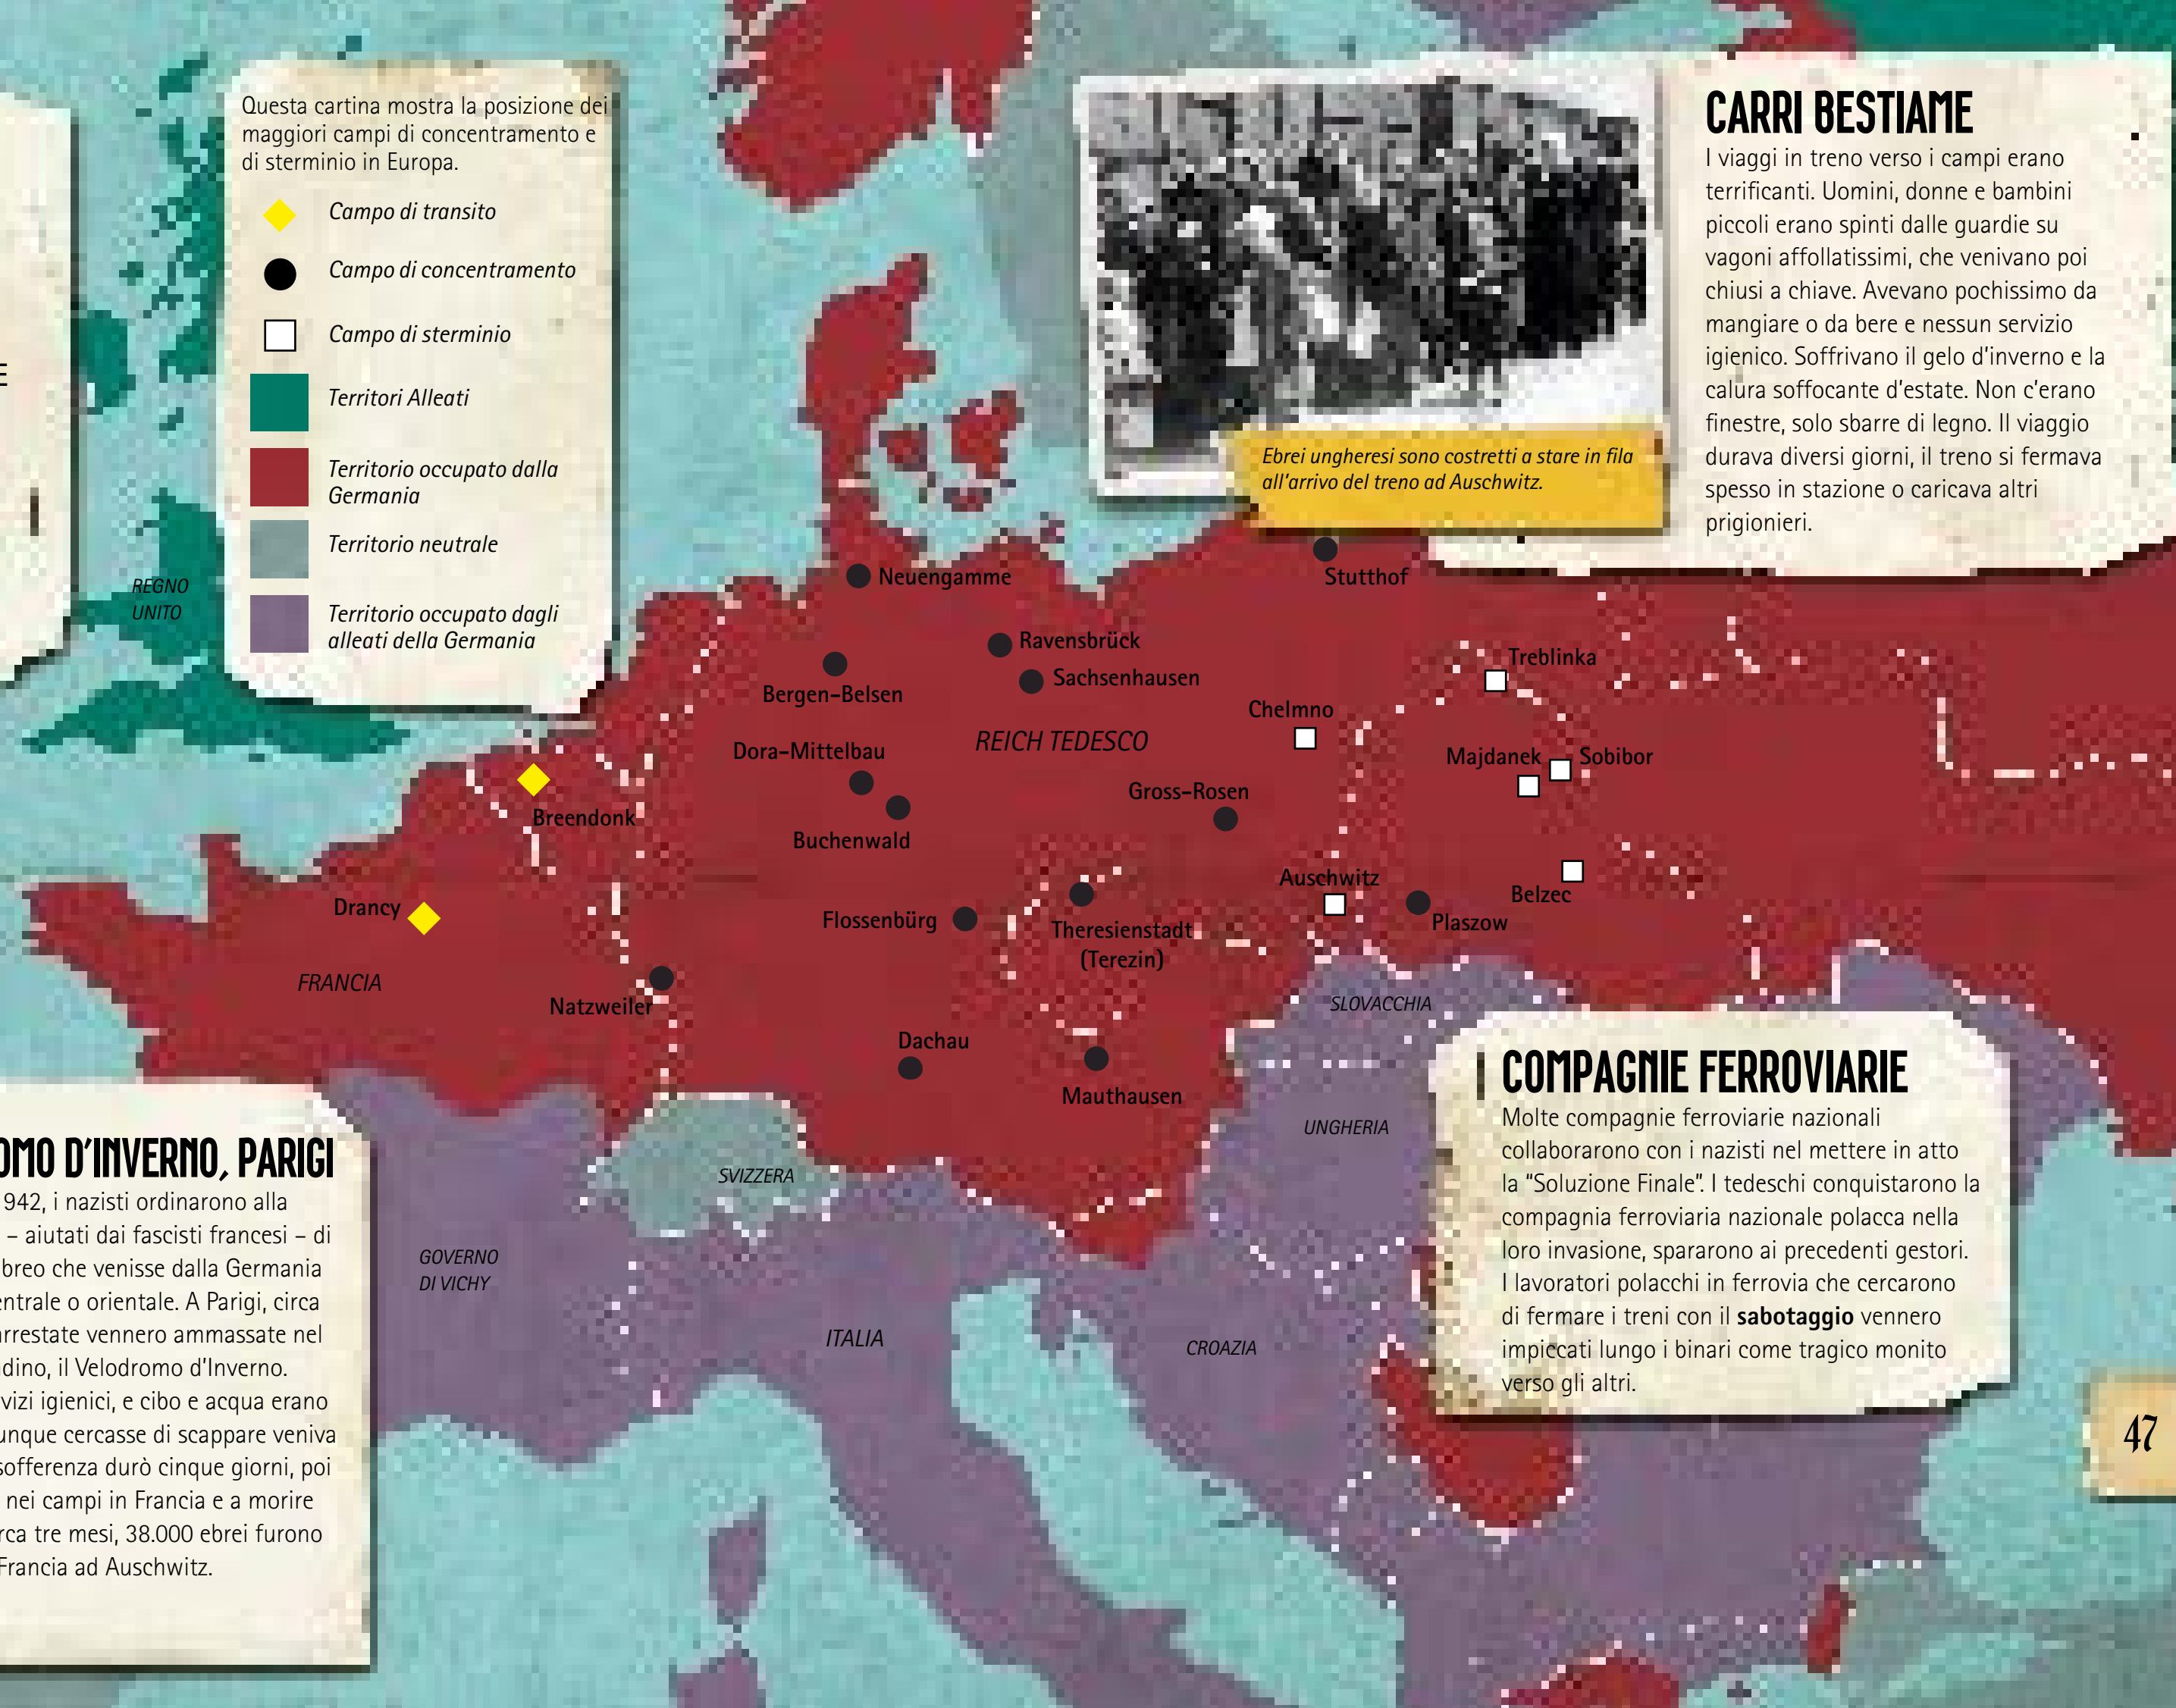 E
Questa cartina mostra la posizione dei
maggiori campi di concentramento e
di sterminio in Europa.
Campo di transito
Campo di concentramento
Campo di sterminio
Territori Alleati
Territorio occupato dalla
Germania
Territorio neutrale
Territorio occupato dagli
alleati della Germania
Ebrei ungheresi sono costretti a stare in fila
all'arrivo del treno ad Auschwitz.
CARRI BESTIAME
I viaggi in treno verso i campi erano
terrificanti. Uomini, donne e bambini
piccoli erano spinti dalle guardie su
vagoni affollatissimi, che venivano poi
chiusi a chiave. Avevano pochissimo da
mangiare o da bere e nessun servizio
igienico. Soffrivano il gelo d'inverno e la
calura soffocante d'estate. Non c'erano
finestre, solo sbarre di legno. Il viaggio
durava diversi giorni, il treno si fermava
spesso in stazione o caricava altri
prigionieri.
REGNO
UNITO
Neuengamme
Stutthof
Ravensbrück
Sachsenhausen
Bergen-Belsen
Treblinka
Chelmno
REICH TEDESCO
Dora-Mittelbau
Majdanek
Sobibor
Gross-Rosen
Breendonk
Buchenwald
Auschwitz
Belzec
Drancy
Flossenbürg
Theresienstadt
(Terezin)
Plaszow
FRANCIA
Natzweiler
SLOVACCHIA
Dachau
Mauthausen
UNGHERIA
SVIZZERA
GOVERNO
DI VICHY
ITALIA
CROAZIA
OMO D'INVERNO, PARIGI
942, i nazisti ordinarono alla
– aiutati dai fascisti francesi – di
breo che venisse dalla Germania
entrale o orientale. A Parigi, circa
arrestate vennero ammassate nel
dino, il Velodromo d'Inverno.
vizi igienici, e cibo e acqua erano
unque cercasse di scappare veniva
sofferenza durò cinque giorni, poi
nei campi in Francia e a morire
rca tre mesi, 38.000 ebrei furono
Francia ad Auschwitz.
COMPAGNIE FERROVIARIE
Molte compagnie ferroviarie nazionali
collaborarono con i nazisti nel mettere in atto
la "Soluzione Finale". I tedeschi conquistarono la
compagnia ferroviaria nazionale polacca nella
loro invasione, spararono ai precedenti gestori.
I lavoratori polacchi in ferrovia che cercarono
di fermare i treni con il sabotaggio vennero
impiccati lungo i binari come tragico monito
verso gli altri.
47